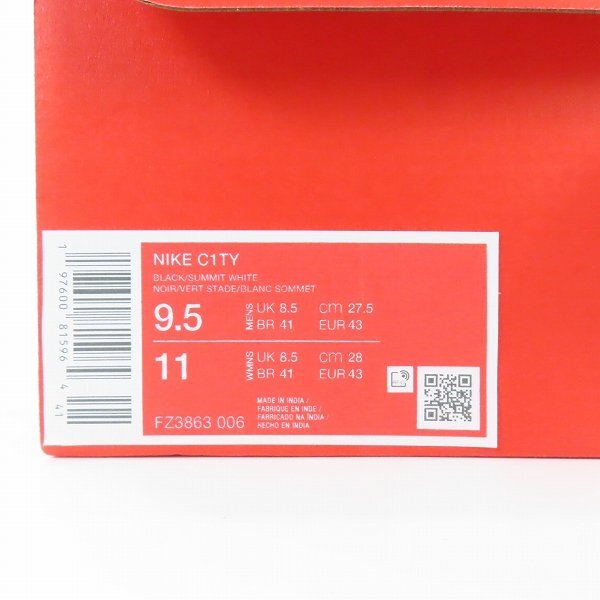 NIKE C1TY
BLACK/SUMMIT WHITE
NOIR/VERT STADE/BLANC SOMMET
9.5 MENS UK 8.5 cm 27.5
BR 41 EUR 43
11 WMNS UK 8.5 cm 28
BR 41 EUR 43
MADE IN INDIA /
FABRIQUE EN INDE /
FABRICADO NA ÍNDIA /
HECHO EN INDIA
FZ3863 006
1 97600 81596 4
41